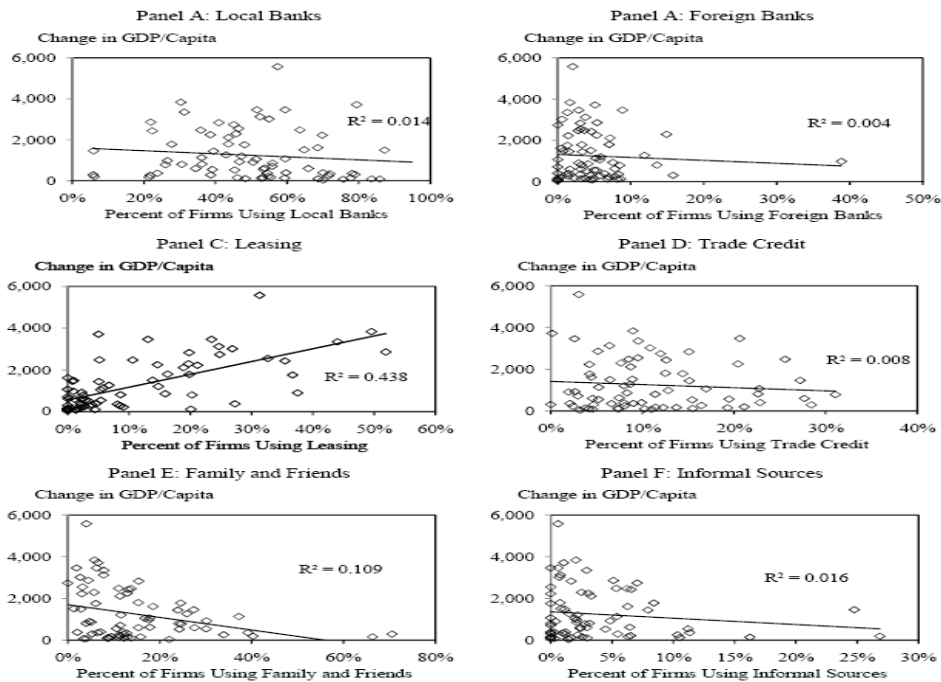 Panel A: Local Banks
Change in GDP/Capita
6,000
4,000
2,000
0
R² = 0.014
0% 20% 40% 60% 80% 100%
Percent of Firms Using Local Banks
Panel A: Foreign Banks
Change in GDP/Capita
6,000
4,000
2,000
0
R² = 0.004
0% 10% 20% 30% 40% 50%
Percent of Firms Using Foreign Banks
Panel C: Leasing
Change in GDP/Capita
6,000
4,000
2,000
0
R² = 0.438
0% 10% 20% 30% 40% 50% 60%
Percent of Firms Using Leasing
Panel D: Trade Credit
Change in GDP/Capita
6,000
4,000
2,000
0
R² = 0.008
0% 10% 20% 30% 40%
Percent of Firms Using Trade Credit
Panel E: Family and Friends
Change in GDP/Capita
6,000
4,000
2,000
0
R² = 0.109
0% 20% 40% 60% 80%
Percent of Firms Using Family and Friends
Panel F: Informal Sources
Change in GDP/Capita
6,000
4,000
2,000
0
R² = 0.016
0% 5% 10% 15% 20% 25% 30%
Percent of Firms Using Informal Sources